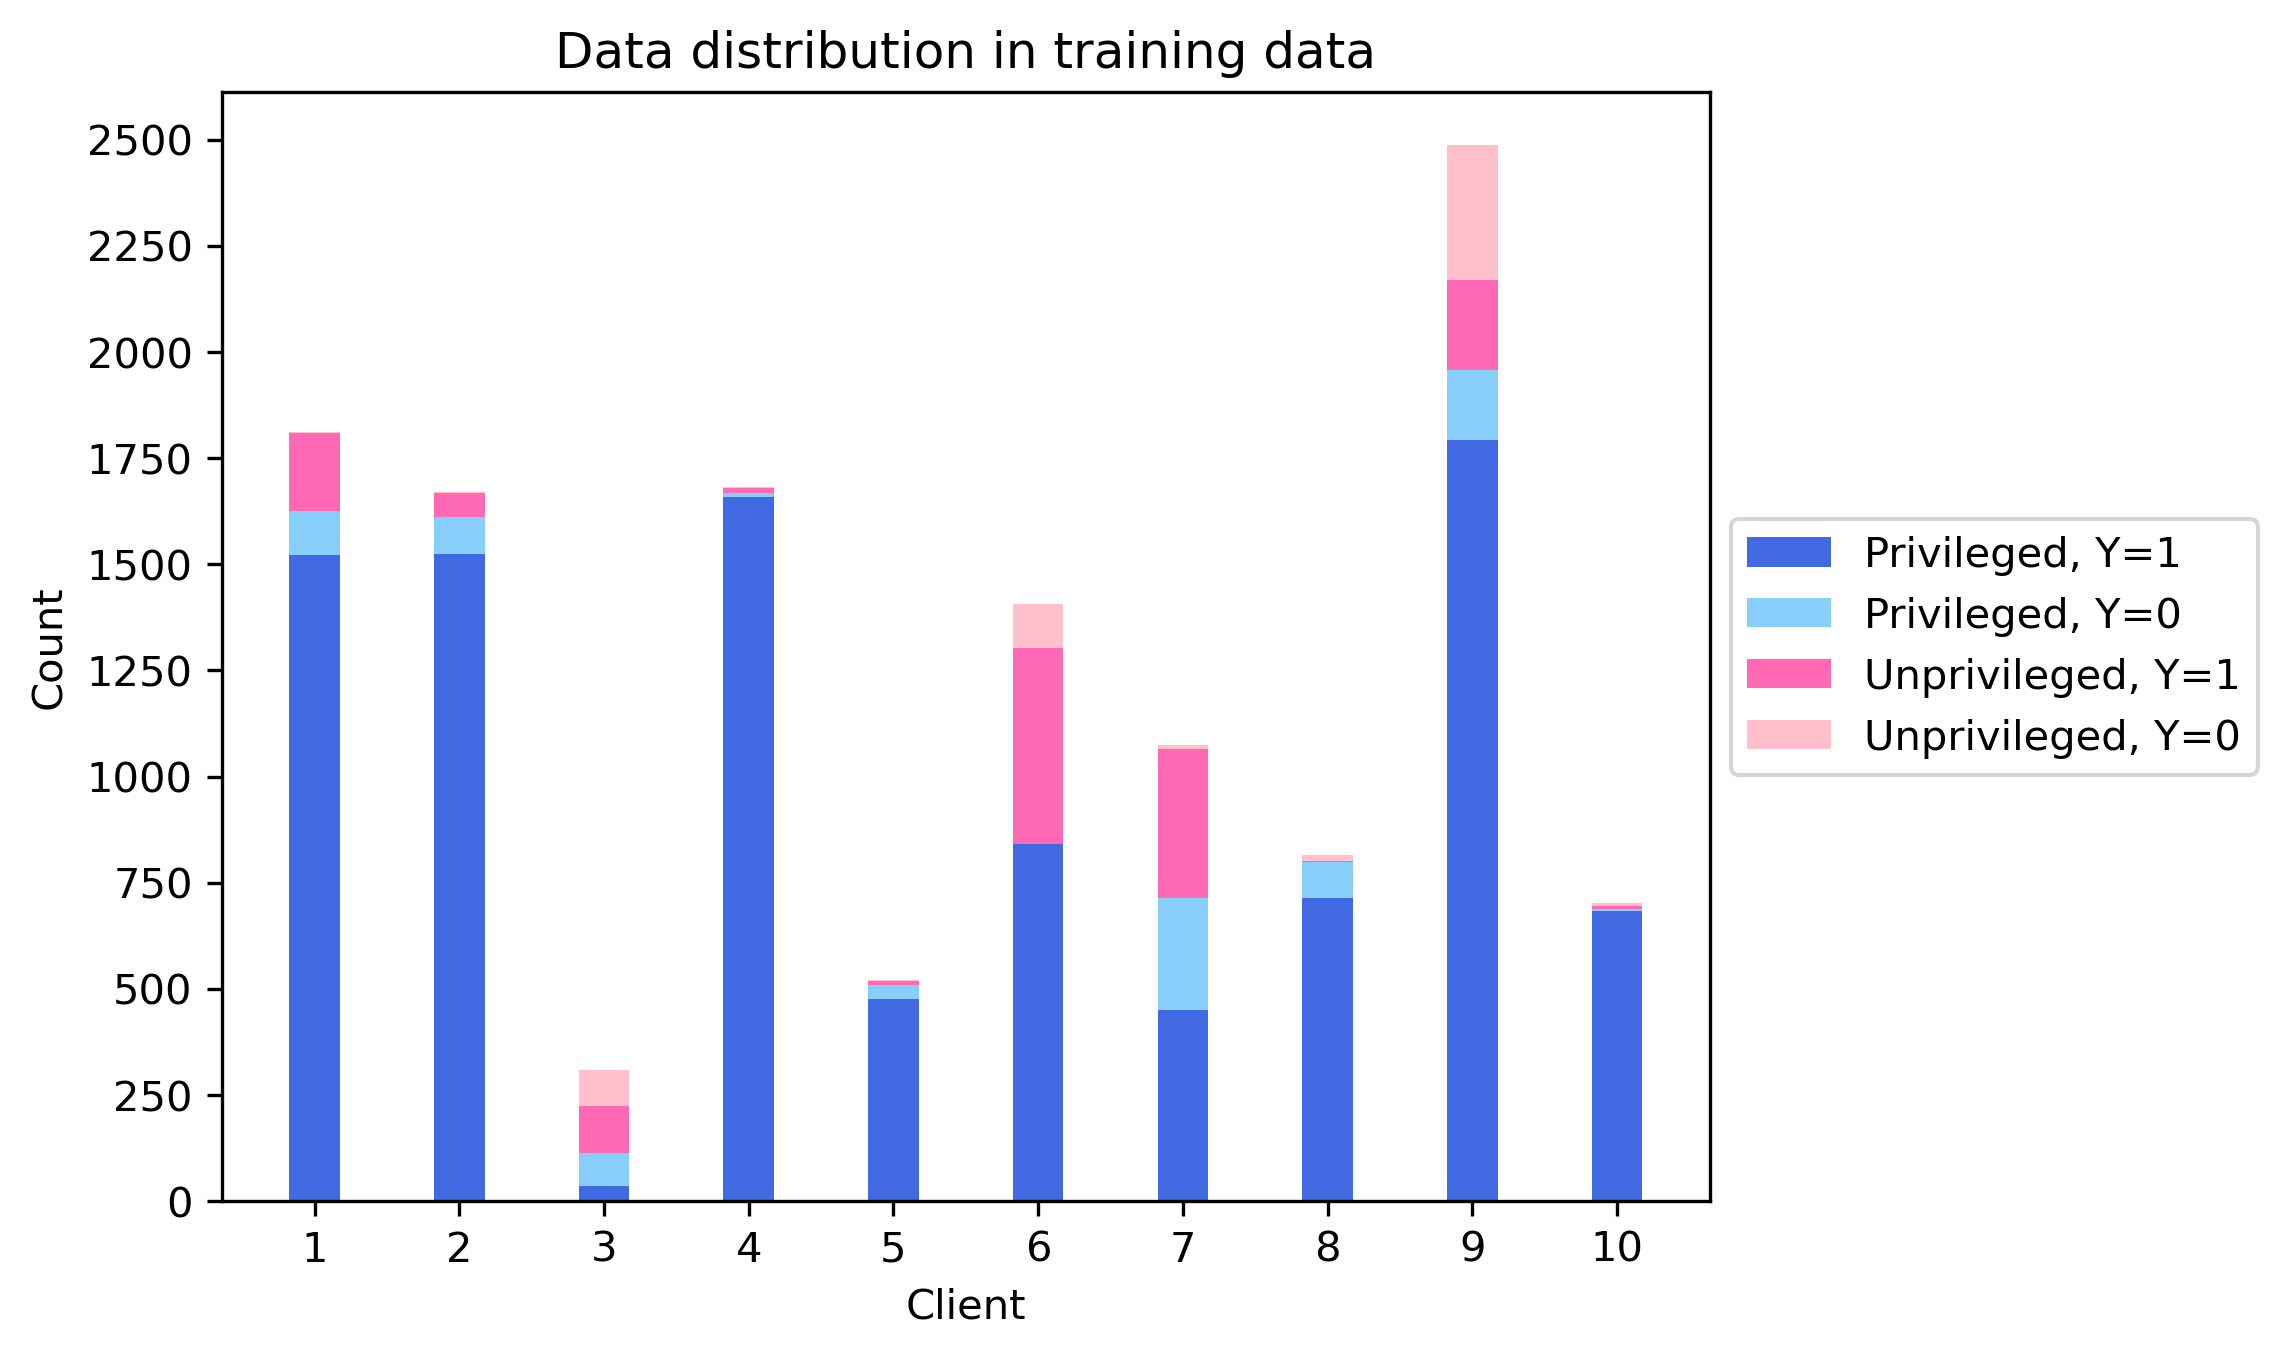 Data distribution in training data
2500
2250
2000
1750
1500
1250
1000
750
500
250
0
Count
1 2 3 4 5 6 7 8 9 10
Client
Privileged, Y=1
Privileged, Y=0
Unprivileged, Y=1
Unprivileged, Y=0